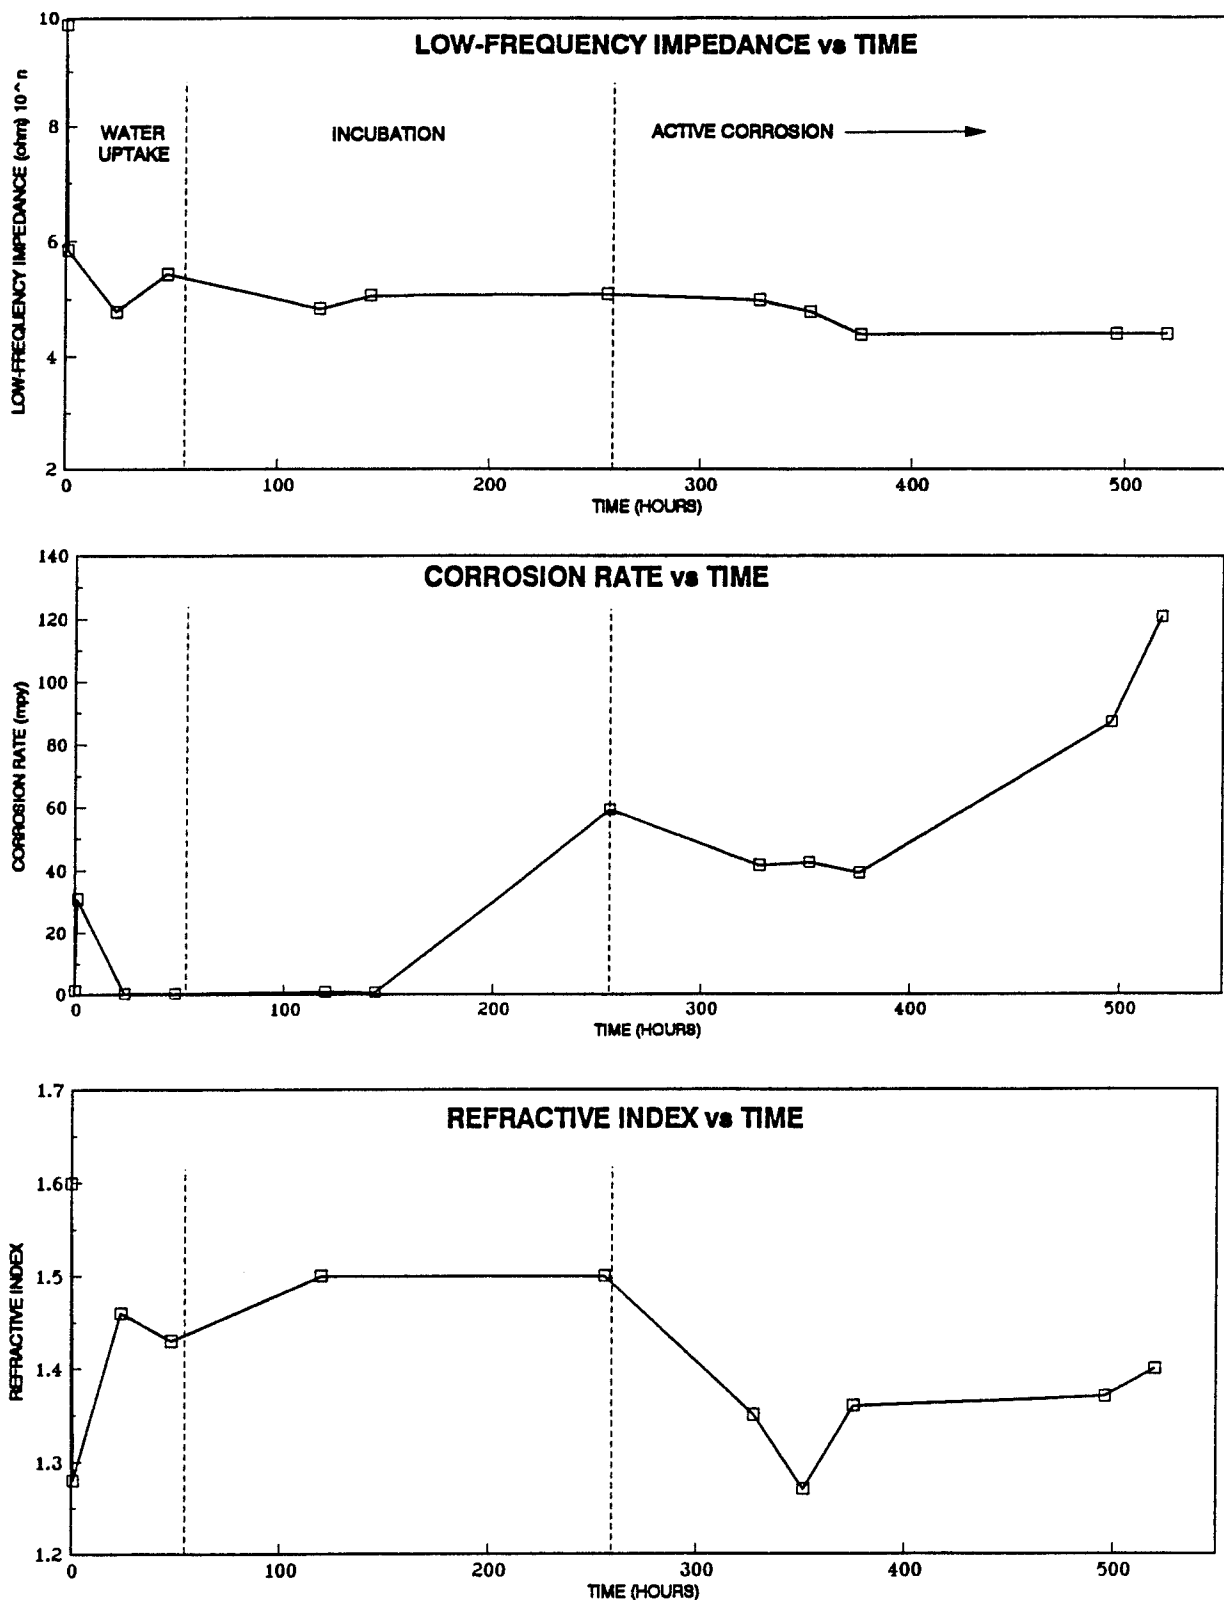 LOW-FREQUENCY IMPEDANCE vs TIME
LOW-FREQUENCY IMPEDANCE (ohm) 10^n
10
8
6
4
2
WATER
UPTAKE
INCUBATION
ACTIVE CORROSION
0 100 200 300 400 500
TIME (HOURS)
CORROSION RATE vs TIME
CORROSION RATE (mpy)
140
120
100
80
60
40
20
0
0 100 200 300 400 500
TIME (HOURS)
REFRACTIVE INDEX vs TIME
REFRACTIVE INDEX
1.7
1.6
1.5
1.4
1.3
1.2
0 100 200 300 400 500
TIME (HOURS)